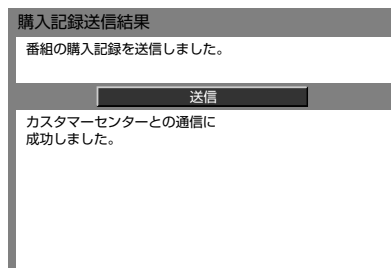 購入記録送信結果
番組の購入記録を送信しました。
送信
カスタマーセンターとの通信に
成功しました。